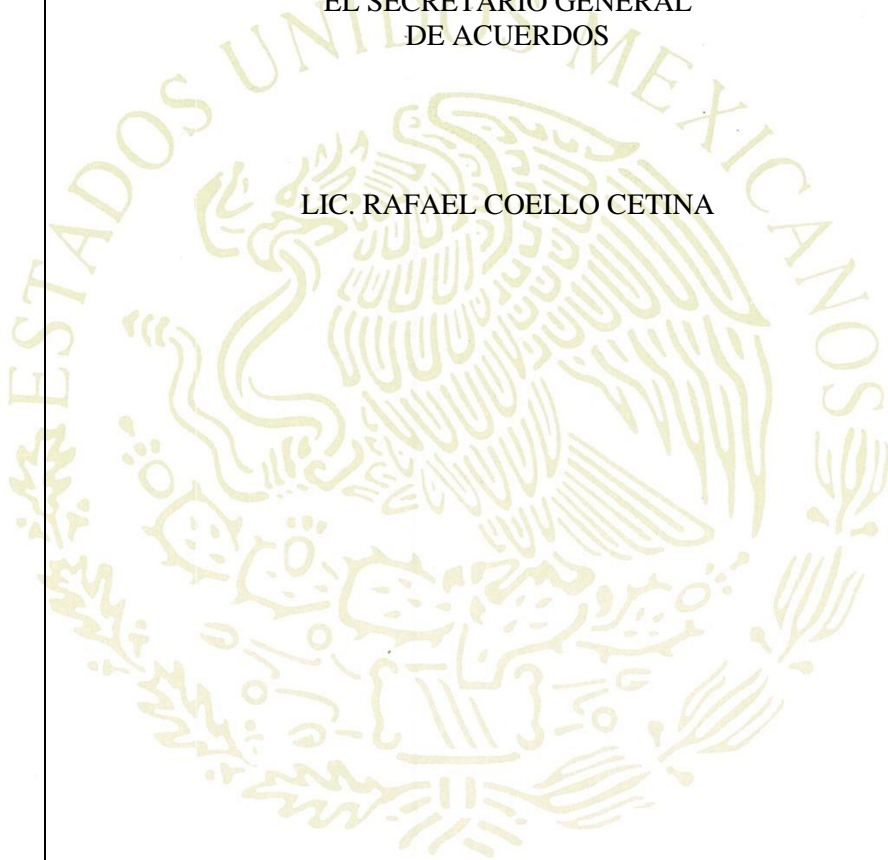 EL SECRETARIO GENERAL
DE ACUERDOS
LIC. RAFAEL COELLO CETINA
ESTADOS UNIDOS MEXICANOS